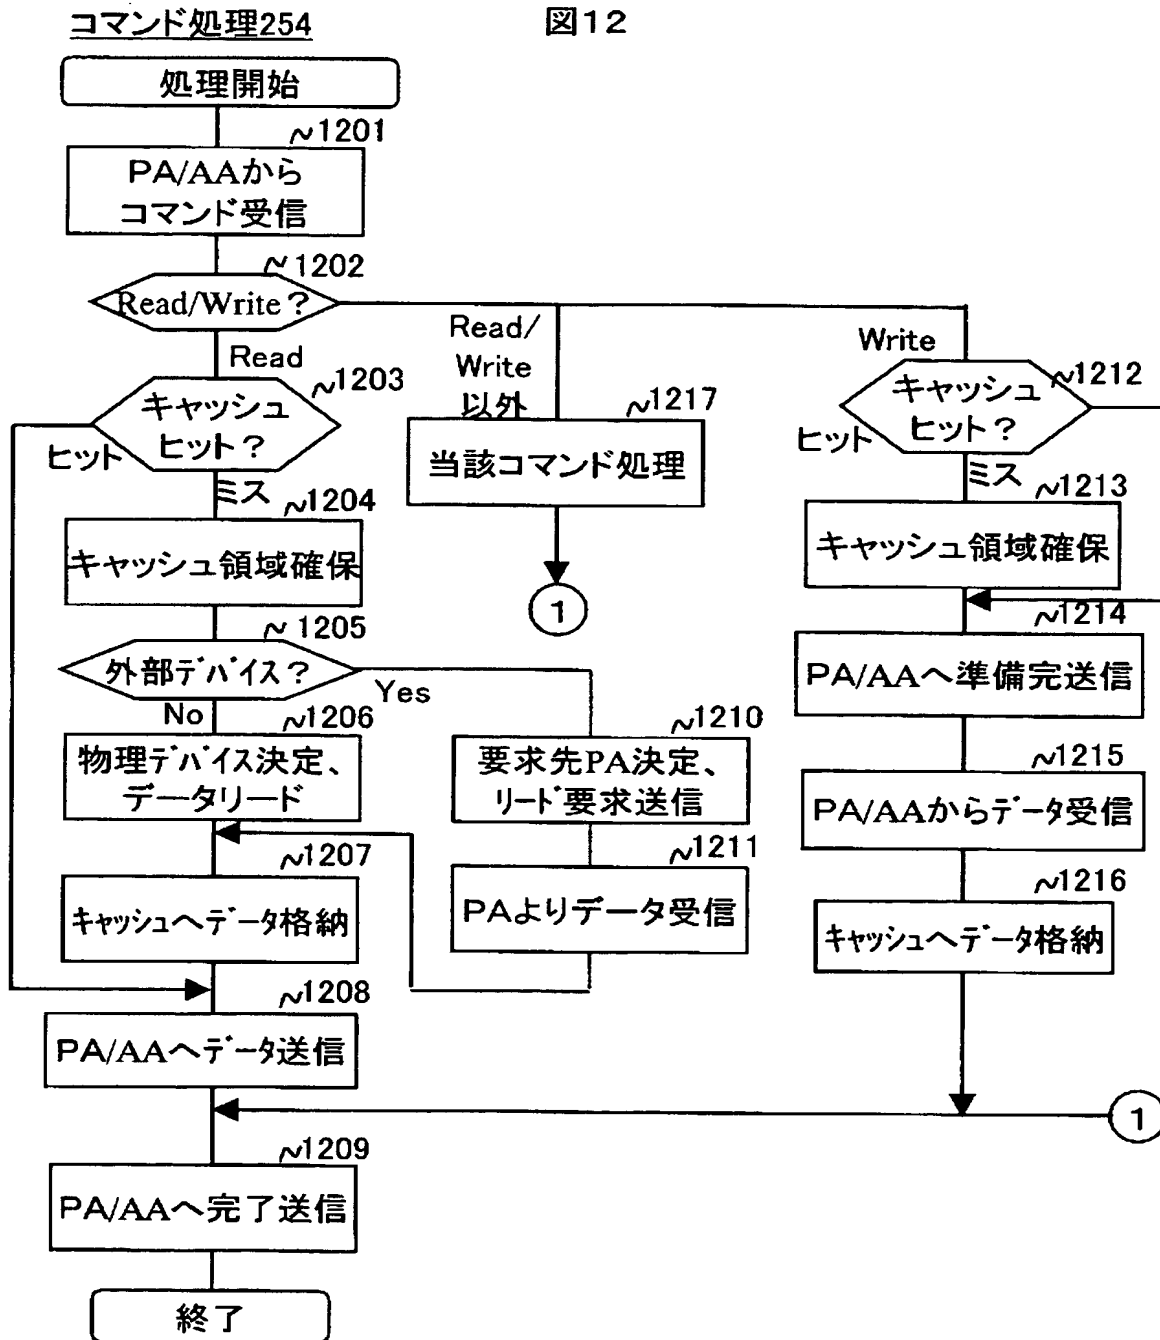 コマンド処理254
図12
処理開始
~1201
PA/AAから
コマンド受信
~1202
Read/Write?
Read
~1203
キャッシュ
ヒット?
ヒット
ミス
~1204
キャッシュ領域確保
~1205
外部デバイス?
Yes
No
~1206
物理デバイス決定、
データリード
~1207
キャッシュへデータ格納
~1208
PA/AAへデータ送信
~1209
PA/AAへ完了送信
終了
~1210
要求先PA決定、
リード要求送信
~1211
PAよりデータ受信
Read/
Write
以外
~1217
当該コマンド処理
1
Write
~1212
キャッシュ
ヒット?
ヒット
ミス
~1213
キャッシュ領域確保
~1214
PA/AAへ準備完送信
~1215
PA/AAからデータ受信
~1216
キャッシュへデータ格納
1